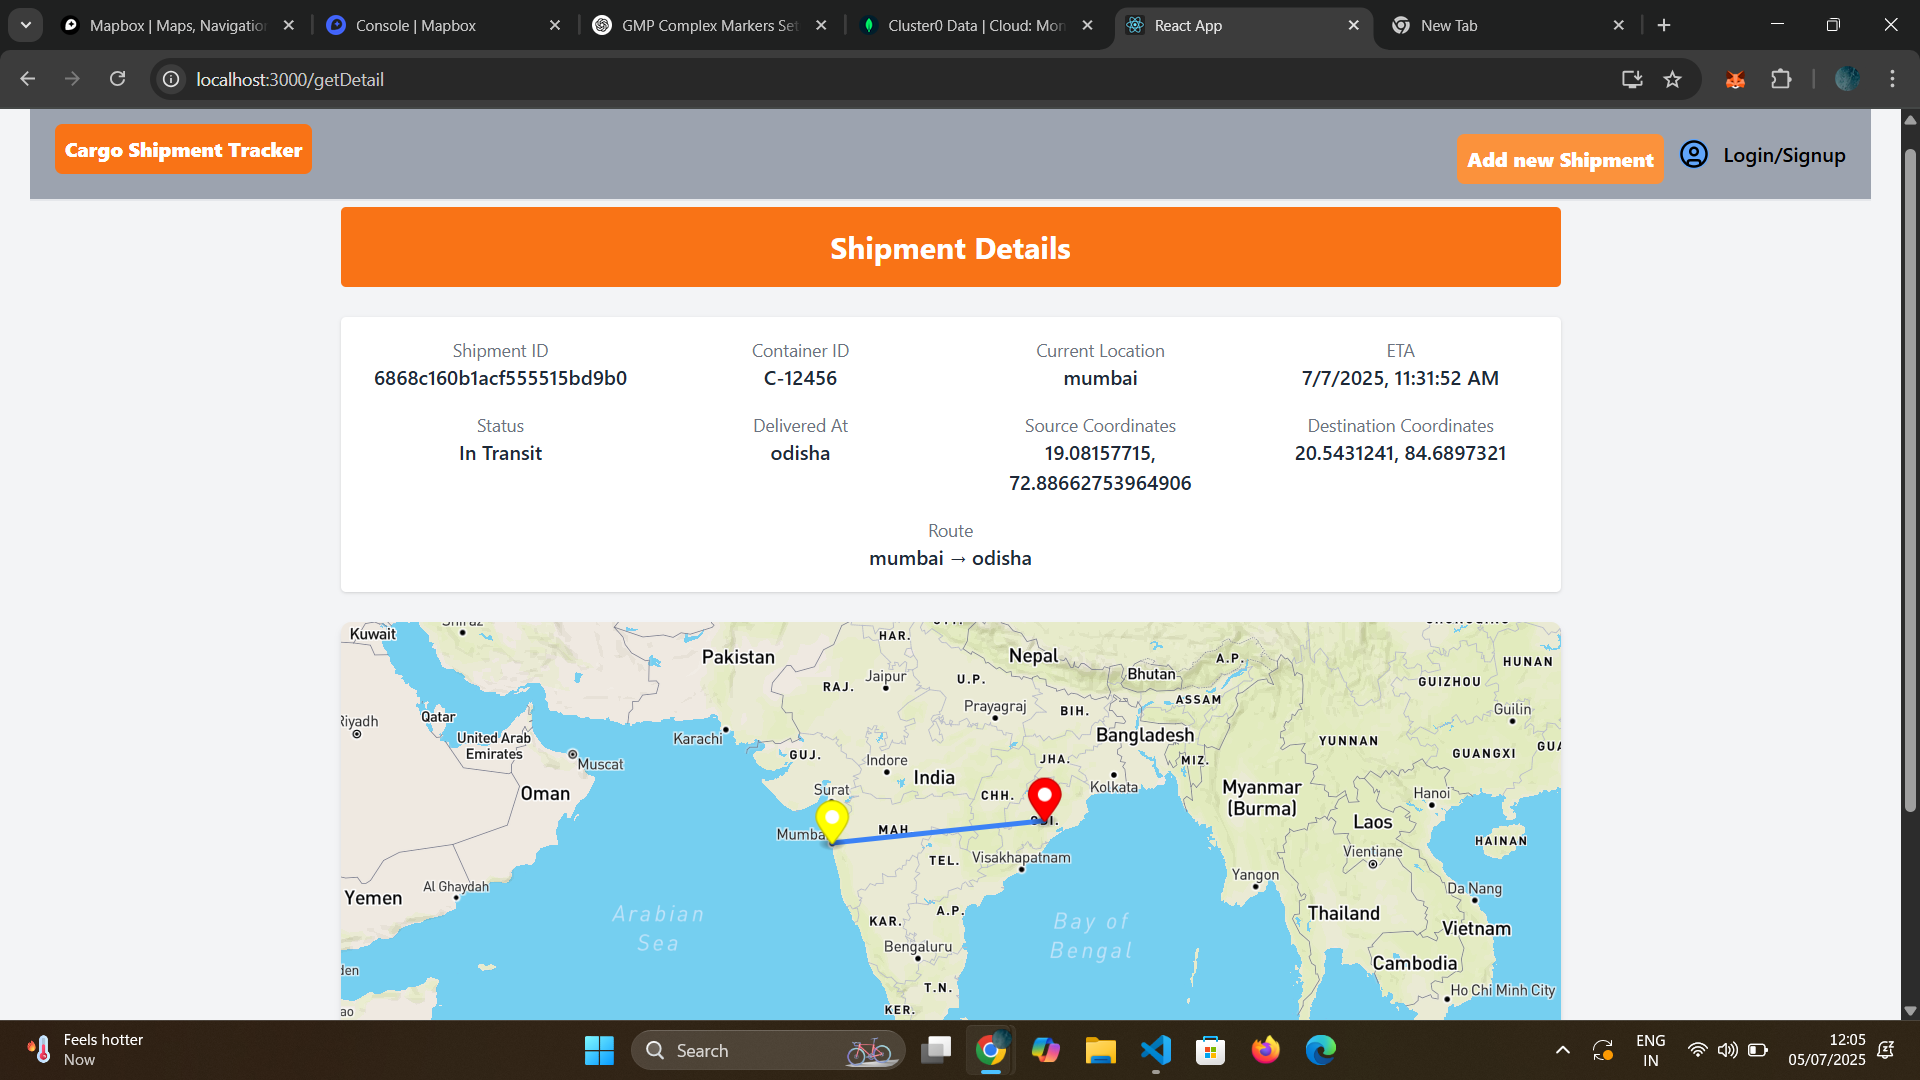 Mapbox | Maps, Navigatio
Console | Mapbox
GMP Complex Markers Set
Cluster0 Data | Cloud: Mon
React App
New Tab
localhost:3000/getDetail
Cargo Shipment Tracker
Add new Shipment
Login/Signup
Shipment Details
Shipment ID
6868c160b1acf555515bd9b0
Container ID
C-12456
Current Location
mumbai
ETA
7/7/2025, 11:31:52 AM
Status
In Transit
Delivered At
odisha
Source Coordinates
19.08157715,
72.88662753964906
Destination Coordinates
20.5431241, 84.6897321
Route
mumbai → odisha
Kuwait
Shiraz
HAR.
Pakistan
Nepal
A.P.
HUNAN
Jaipur
RAJ.
U.P.
Bhutan
ASSAM
GUIZHOU
Riyadh
Qatar
Prayagraj
BIH.
Guilin
United Arab
Emirates
Karachi
Bangladesh
YUNNAN
GUANGXI
GUA
Muscat
GUJ.
Indore
India
JHA.
MIZ.
Oman
Surat
CHH.
Kolkata
Myanmar
(Burma)
Hanoi
Mumba
MAH
ODI.
Laos
HAINAN
TEL.
Visakhapatnam
Vientiane
Yemen
Al Ghaydah
Yangon
Da Nang
Arabian
Sea
KAR.
A.P.
Bay of
Bengal
Thailand
Vietnam
Bengaluru
den
Cambodia
T.N.
Ho Chi Minh City
ao
KER.
Feels hotter
Now
Search
ENG
IN
12:05
05/07/2025